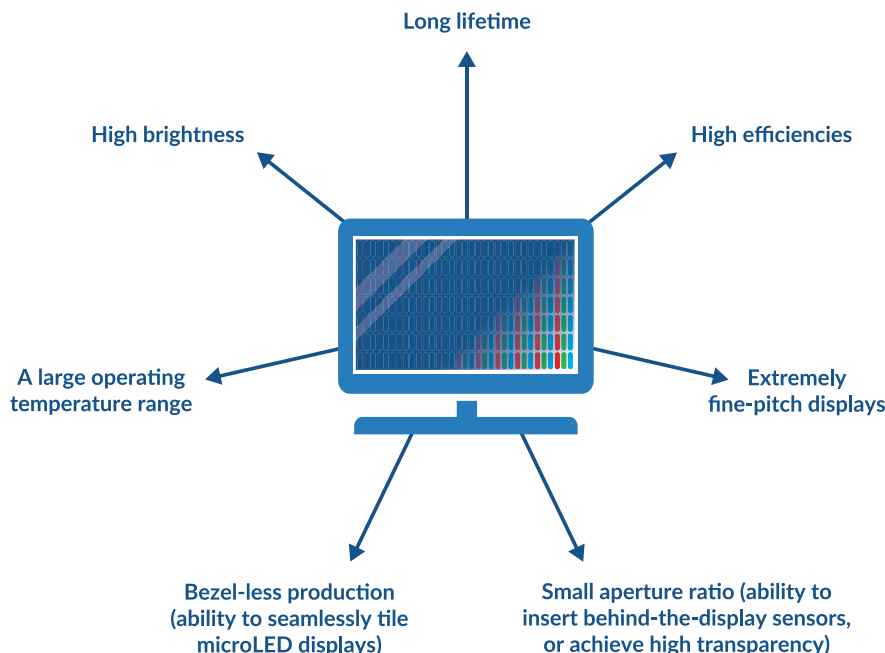 Long lifetime
High brightness
High efficiencies
A large operating
temperature range
Extremely
fine-pitch displays
Bezel-less production
(ability to seamlessly tile
microLED displays)
Small aperture ratio (ability to
insert behind-the-display sensors,
or achieve high transparency)